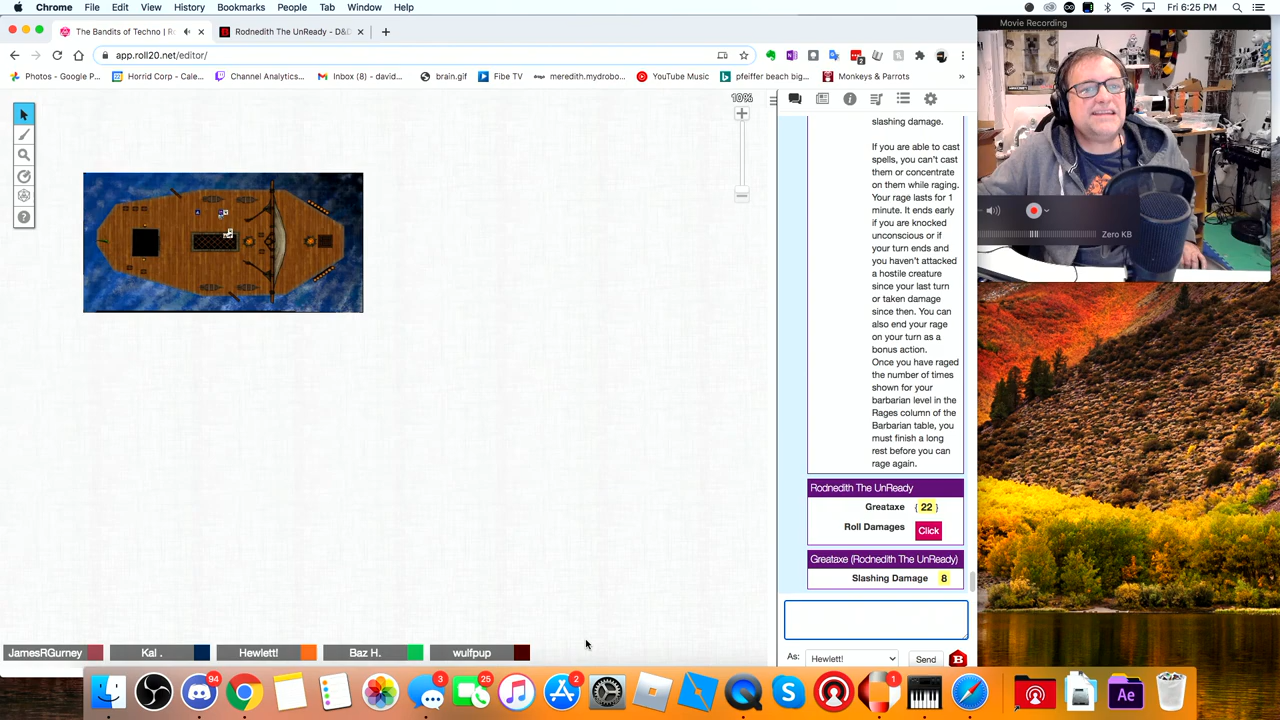 Chrome File Edit View History Bookmarks People Tab Window Help
Fri 6:25 PM
The Bandits of Techno | Ro
Rodnedith The UnReady - D&D
app.roll20.net/editor/
Photos - Google P...
Horrid Corp - Cale...
Channel Analytics...
Inbox (8) - david...
brain.gif
Fibe TV
meredith.mydrobo...
YouTube Music
pfeiffer beach big...
Monkeys & Parrots
»
Movie Recording
Zero KB
10%
slashing damage.
If you are able to cast
spells, you can't cast
them or concentrate
on them while raging.
Your rage lasts for 1
minute. It ends early
if you are knocked
unconscious or if
your turn ends and
you haven't attacked
a hostile creature
since your last turn
or taken damage
since then. You can
also end your rage
on your turn as a
bonus action.
Once you have raged
the number of times
shown for your
barbarian level in the
Rages column of the
Barbarian table, you
must finish a long
rest before you can
rage again.
Rodnedith The UnReady
Greataxe { 22 }
Roll Damages Click
Greataxe (Rodnedith The UnReady)
Slashing Damage 8
As: Hewlett! Send
JamesRGurney
Kal .
Hewlett!
Baz H.
wulfpup
94
3
25
2
1
Ae